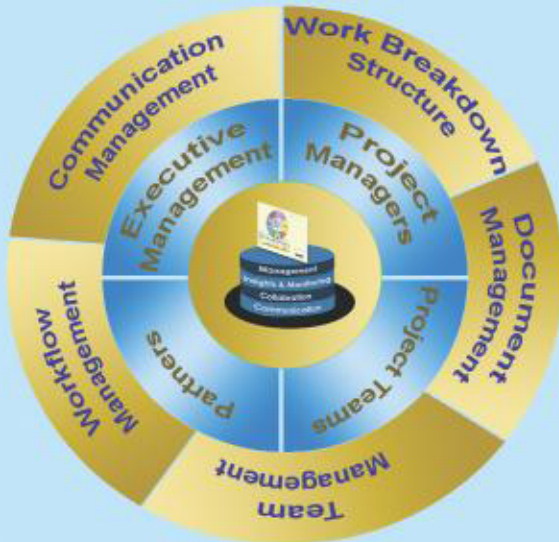 Communication
Management
Work Breakdown
Structure
Document
Management
Team
Management
Workflow
Management
Executive
Management
Project
Managers
Project Teams
Partners
Management
Insights & Monitoring
Collaboration
Communication